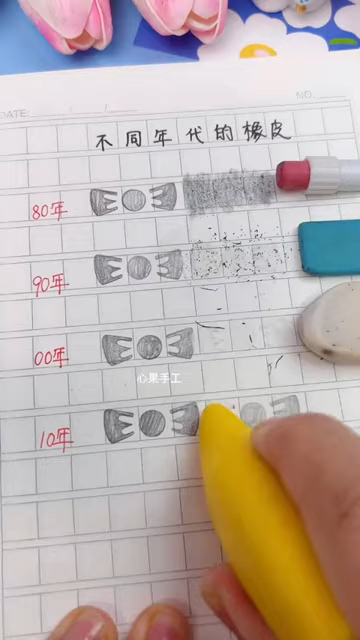 DATE: / / NO.
不同年代的橡皮
80年
90年
00年
心果手工
10年